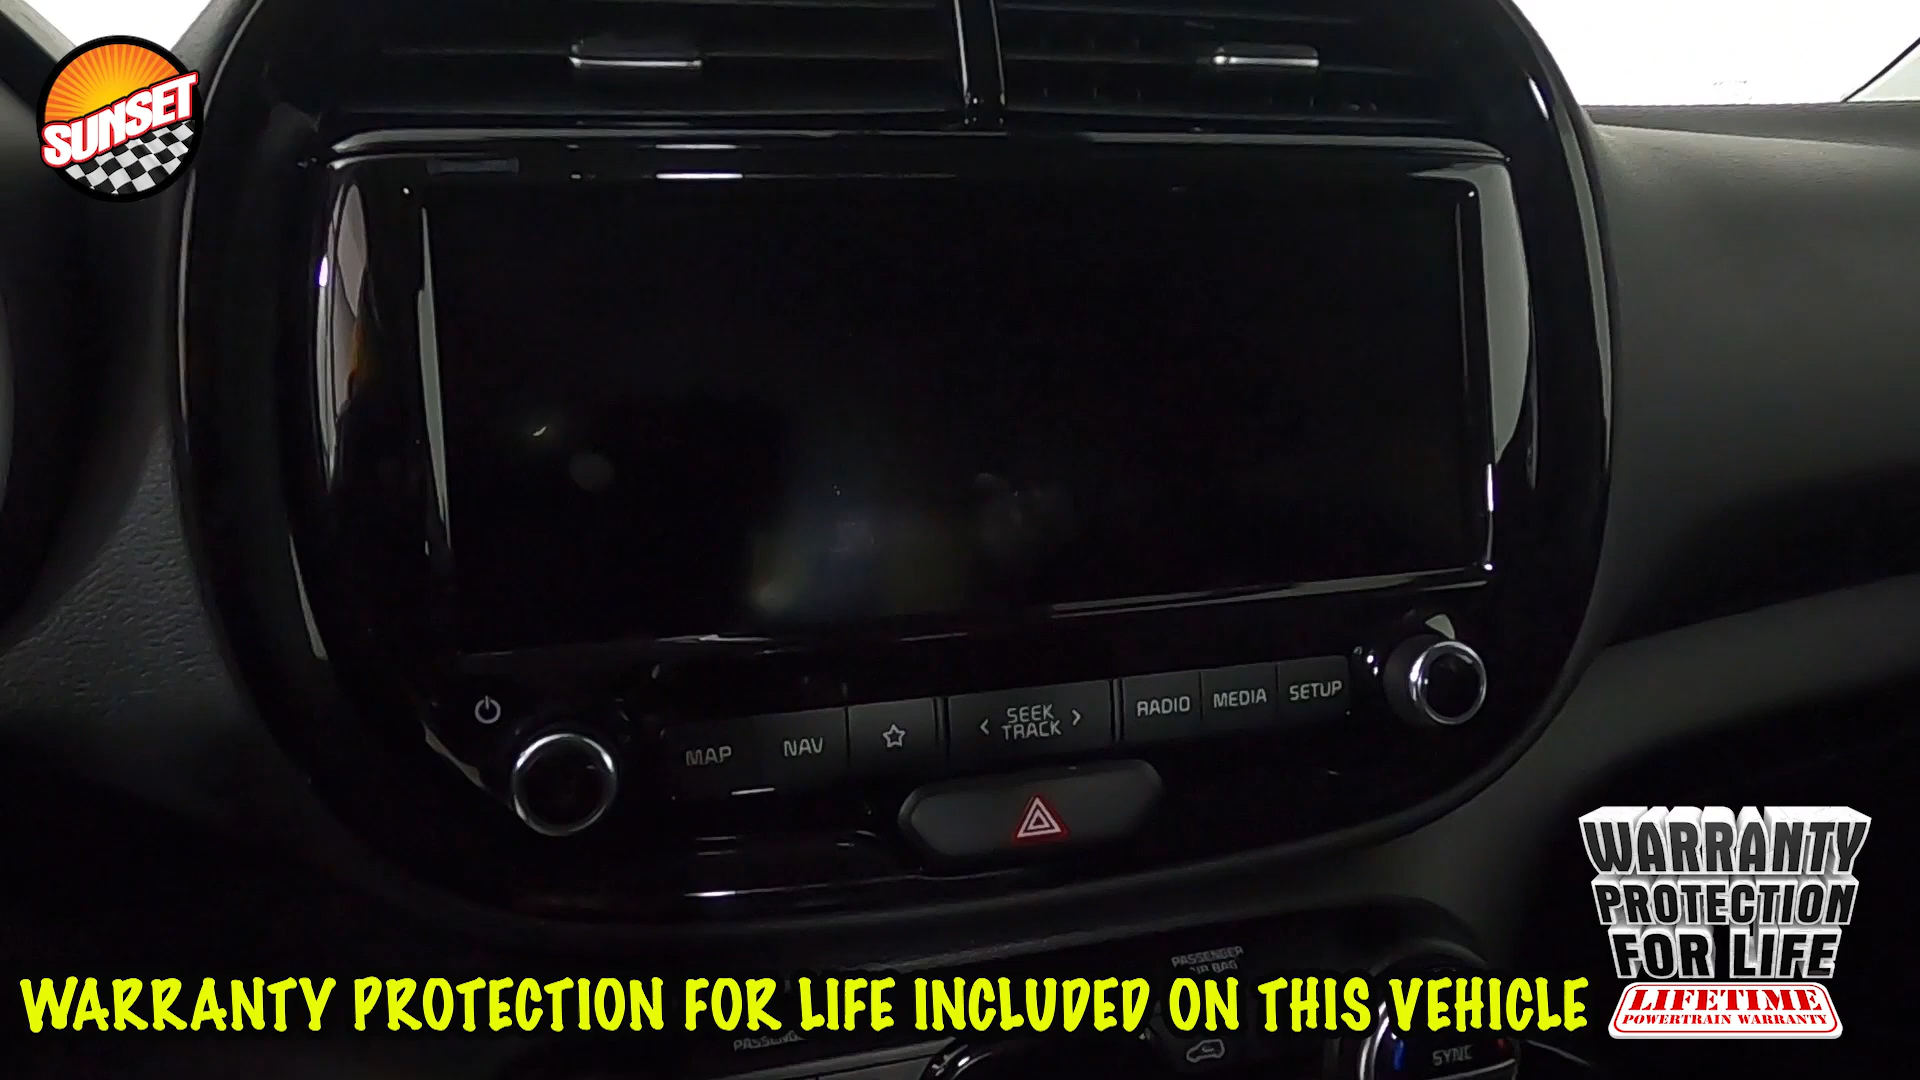 SUNSET
MAP
NAV
< SEEK >
TRACK
RADIO
MEDIA
SETUP
PASSENGER
AIR BAG
WARRANTY
PROTECTION
FOR LIFE
LIFETIME
POWERTRAIN WARRANTY
WARRANTY PROTECTION FOR LIFE INCLUDED ON THIS VEHICLE
SYNC